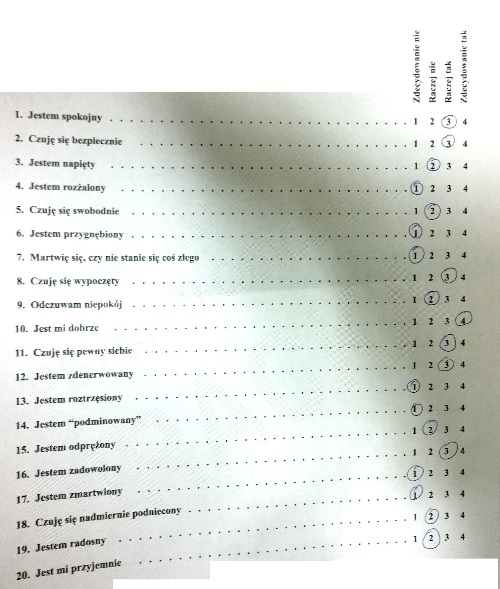 Zdecydowanie nie
Raczej nie
Raczej tak
Zdecydowanie tak
1. Jestem spokojny 1 2 3 4
2. Czuję się bezpiecznie 1 2 3 4
3. Jestem napięty 1 2 3 4
4. Jestem rozżalony 1 2 3 4
5. Czuję się swobodnie 1 2 3 4
6. Jestem przygnębiony 1 2 3 4
7. Martwię się, czy nie stanie się coś złego 1 2 3 4
8. Czuję się wypoczęty 1 2 3 4
9. Odczuwam niepokój 1 2 3 4
10. Jest mi dobrze 1 2 3 4
11. Czuję się pewny siebie 1 2 3 4
12. Jestem zdenerwowany 1 2 3 4
13. Jestem roztrzęsiony 1 2 3 4
14. Jestem "podminowany" 1 2 3 4
15. Jestem odprężony 1 2 3 4
16. Jestem zadowolony 1 2 3 4
17. Jestem zmartwiony 1 2 3 4
18. Czuję się nadmiernie podniecony 1 2 3 4
19. Jestem radosny 1 2 3 4
20. Jest mi przyjemnie 1 2 3 4